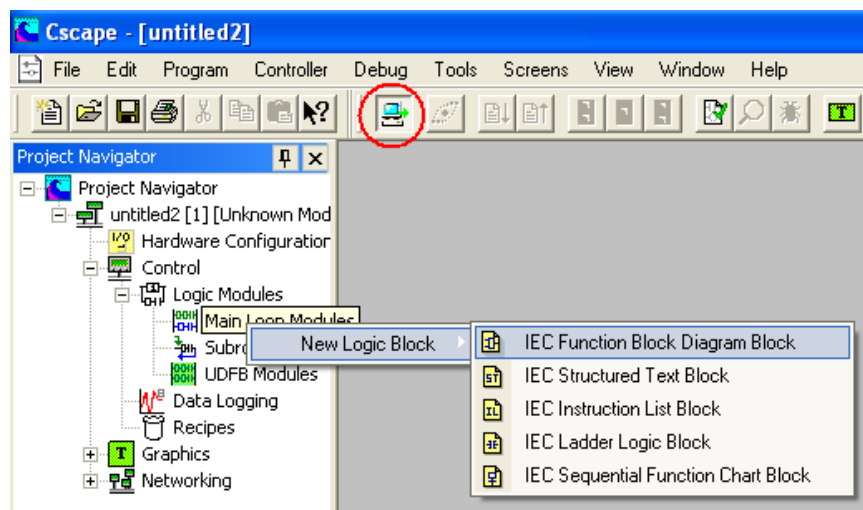 Cscape - [untitled2]
File Edit Program Controller Debug Tools Screens View Window Help
T
Project Navigator
Project Navigator
untitled2 [1] [Unknown Mod
I/O Hardware Configuration
Control
Logic Modules
Main Loop Modules
New Logic Block
IEC Function Block Diagram Block
Subro
ST IEC Structured Text Block
UDFB Modules
IL IEC Instruction List Block
Data Logging
Recipes
IEC Ladder Logic Block
T Graphics
IEC Sequential Function Chart Block
Networking